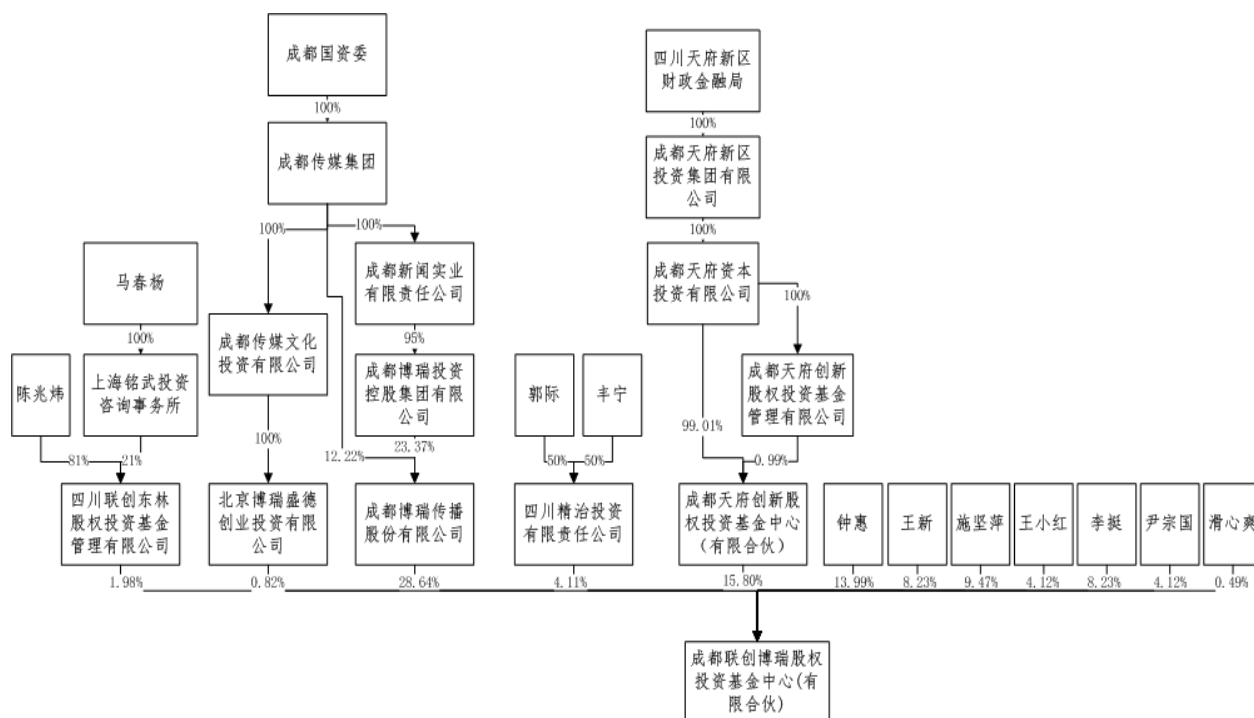 成都国资委
四川天府新区
财政金融局
100%
100%
成都传媒集团
成都天府新区
投资集团有限
公司
100%
100%
100%
马春杨
成都新闻实业
有限责任公司
成都天府资本
投资有限公司
100%
100%
95%
成都传媒文化
投资有限公司
陈兆炜
上海铭武投资
咨询事务所
成都博瑞投资
控股集团有限
公司
郭际
丰宁
成都天府创新
股权投资基金
管理有限公司
99.01%
100%
23.37%
12.22%
81%
21%
50%
50%
0.99%
四川联创东林
股权投资基金
管理有限公司
北京博瑞盛德
创业投资有限
公司
成都博瑞传播
股份有限公司
四川精治投资
有限责任公司
成都天府创新股
权投资基金中心
(有限合伙)
钟惠
王新
施坚萍
王小红
李挺
尹宗国
滑心爽
1.98%
0.82%
28.64%
4.11%
15.80%
13.99%
8.23%
9.47%
4.12%
8.23%
4.12%
0.49%
成都联创博瑞股权
投资基金中心(有
限合伙)